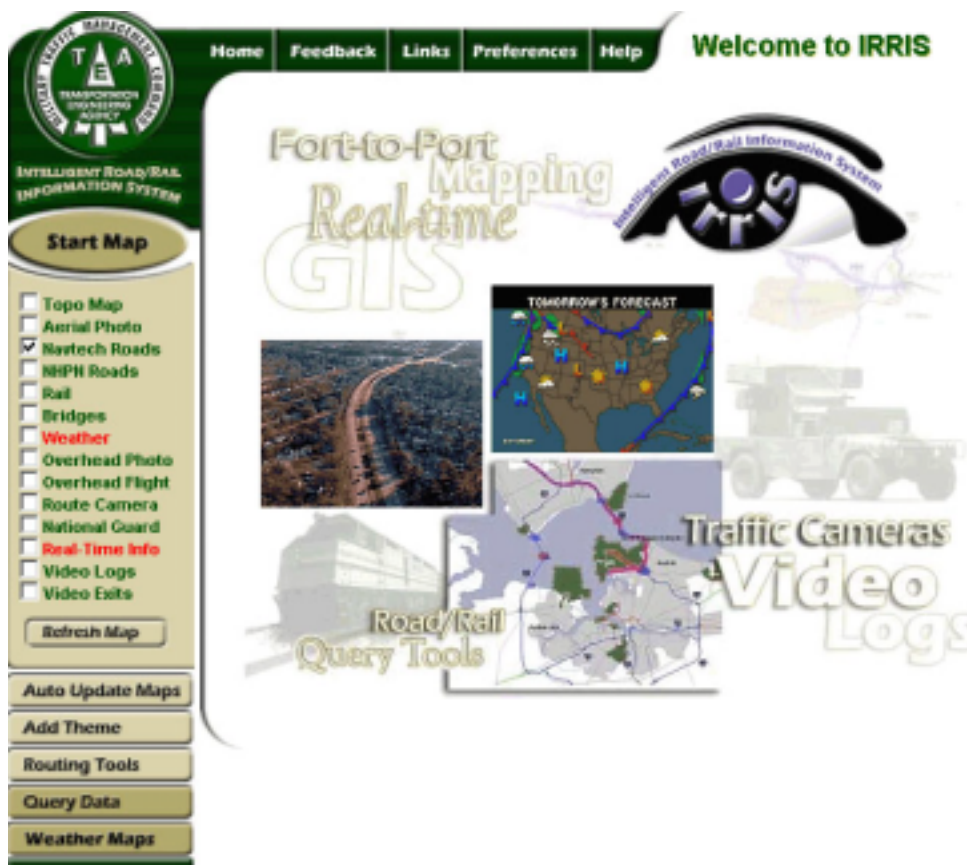 MILITARY TRAFFIC MANAGEMENT COMMAND
TEA
TRANSPORTATION
ENGINEERING
AGENCY
INTELLIGENT ROAD/RAIL
INFORMATION SYSTEM
Home
Feedback
Links
Preferences
Help
Welcome to IRRIS
Start Map
Topo Map
Aerial Photo
Navtech Roads
NHPN Roads
Rail
Bridges
Weather
Overhead Photo
Overhead Flight
Route Camera
National Guard
Real-Time Info
Video Logs
Video Exits
Refresh Map
Auto Update Maps
Add Theme
Routing Tools
Query Data
Weather Maps
Fort-to-Port
Mapping
Real-time
GIS
Intelligent Road/Rail Information System
irris
TOMORROW'S FORECAST
H
L
L
H
H
Traffic Cameras
Video
Logs
Road/Rail
Query Tools